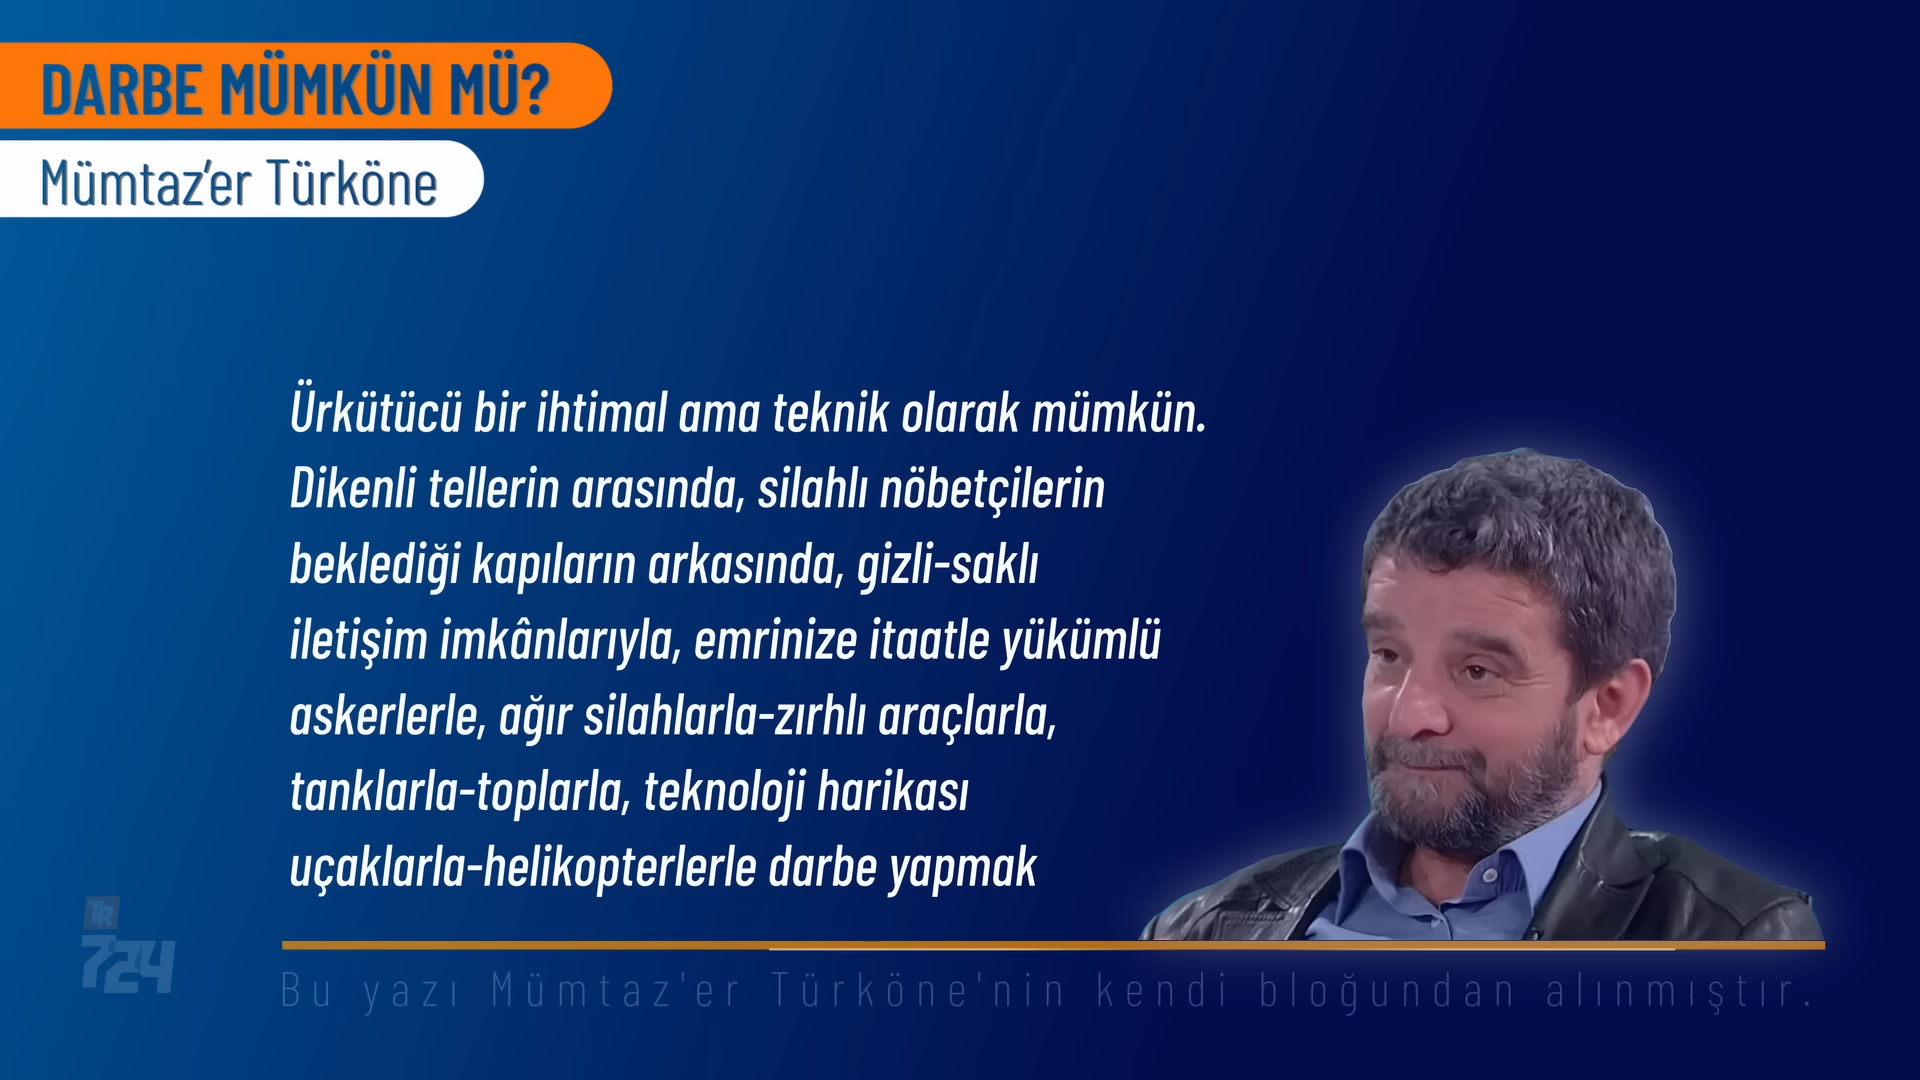 DARBE MÜMKÜN MÜ?
Mümtaz'er Türköne
Ürkütücü bir ihtimal ama teknik olarak mümkün.
Dikenli tellerin arasında, silahlı nöbetçilerin
beklediği kapıların arkasında, gizli-saklı
iletişim imkânlarıyla, emrinize itaatle yükümlü
askerlerle, ağır silahlarla-zırhlı araçlarla,
tanklarla-toplarla, teknoloji harikası
uçaklarla-helikopterlerle darbe yapmak
TR
724
Bu yazı Mümtaz'er Türköne'nin kendi bloğundan alınmıştır.